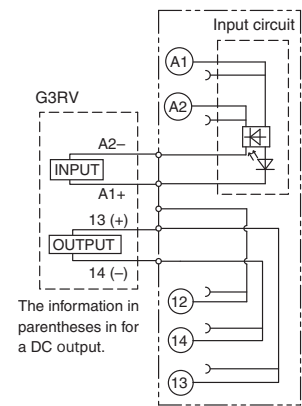 Input circuit
A1
A2
G3RV
A2–
INPUT
A1+
13 (+)
OUTPUT
14 (–)
The information in
parentheses in for
a DC output.
12
14
13